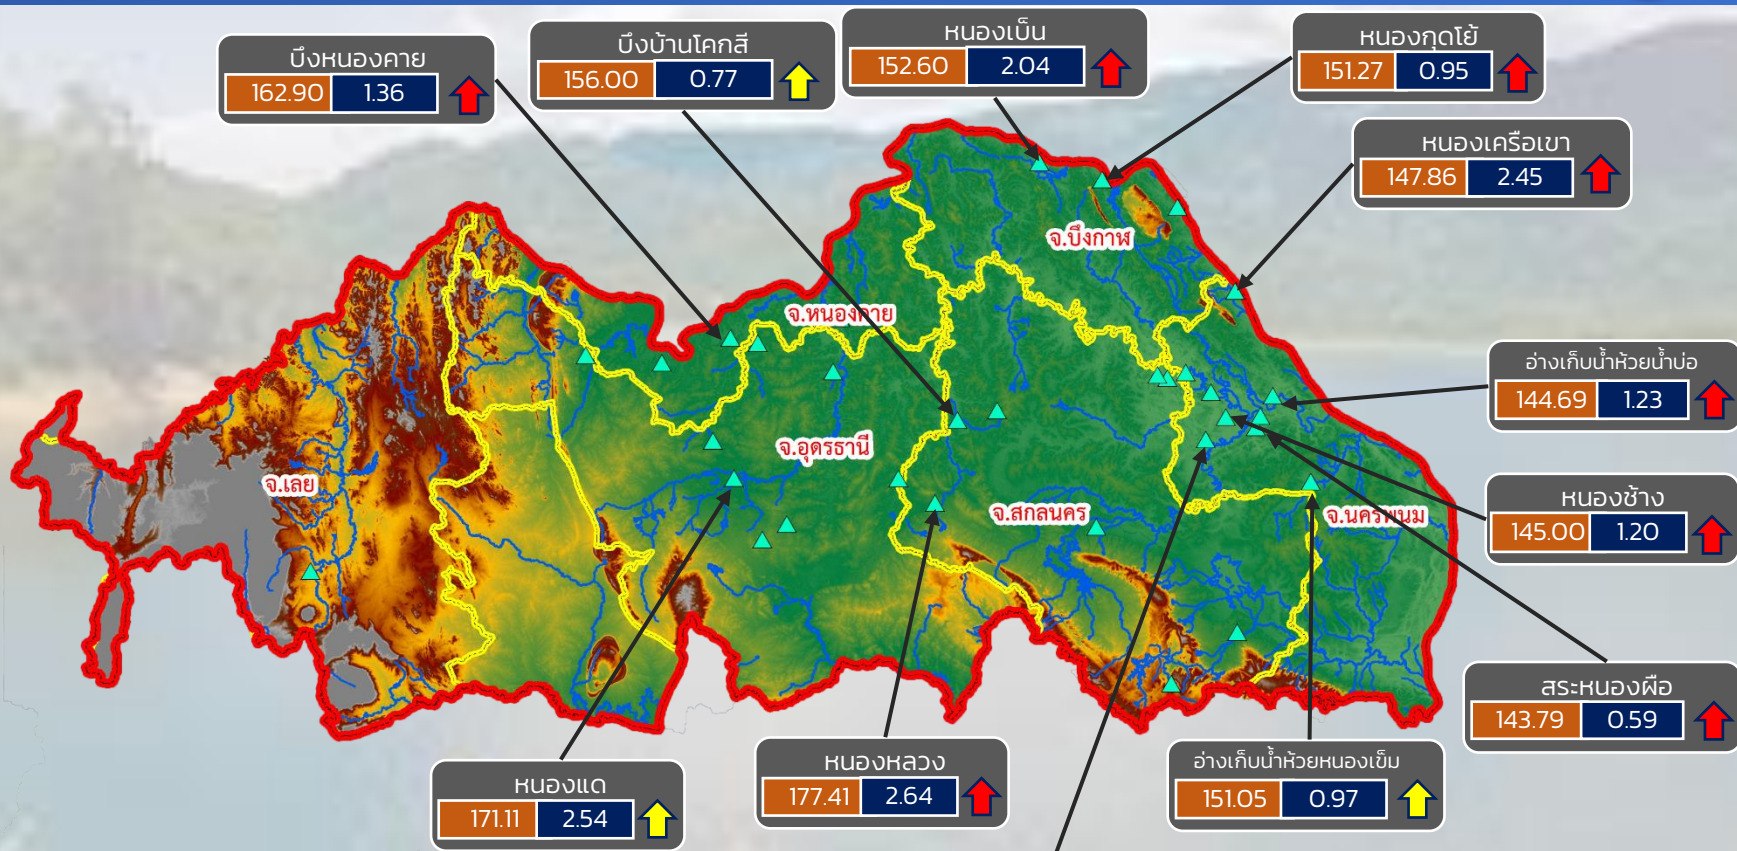 บึงหนองคาย
162.90 1.36
บึงบ้านโคกสี
156.00 0.77
หนองเบ็น
152.60 2.04
หนองกุดโย้
151.27 0.95
หนองเครือเขา
147.86 2.45
จ.บึงกาฬ
จ.หนองคาย
อ่างเก็บน้ำห้วยน้ำบ่อ
144.69 1.23
จ.อุดรธานี
จ.เลย
จ.สกลนคร
จ.นครพนม
หนองช้าง
145.00 1.20
สระหนองผือ
143.79 0.59
หนองแด
171.11 2.54
หนองหลวง
177.41 2.64
อ่างเก็บน้ำห้วยหนองเข็ม
151.05 0.97